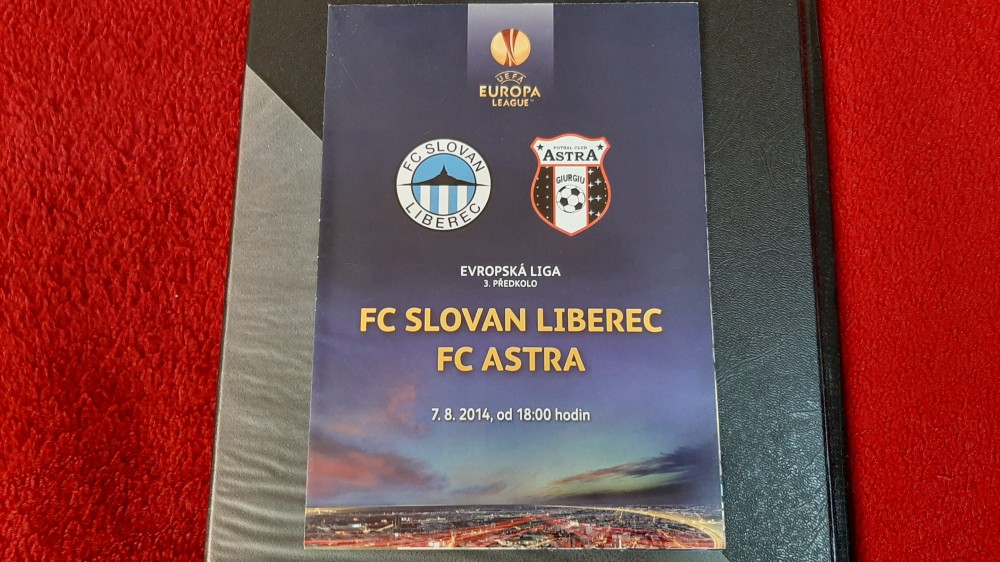 UEFA
EUROPA
LEAGUE™
FC SLOVAN
LIBEREC
FOTBAL CLUB
ASTRA
GIURGIU
EVROPSKÁ LIGA
3. PŘEDKOLO
FC SLOVAN LIBEREC
FC ASTRA
7. 8. 2014, od 18:00 hodin